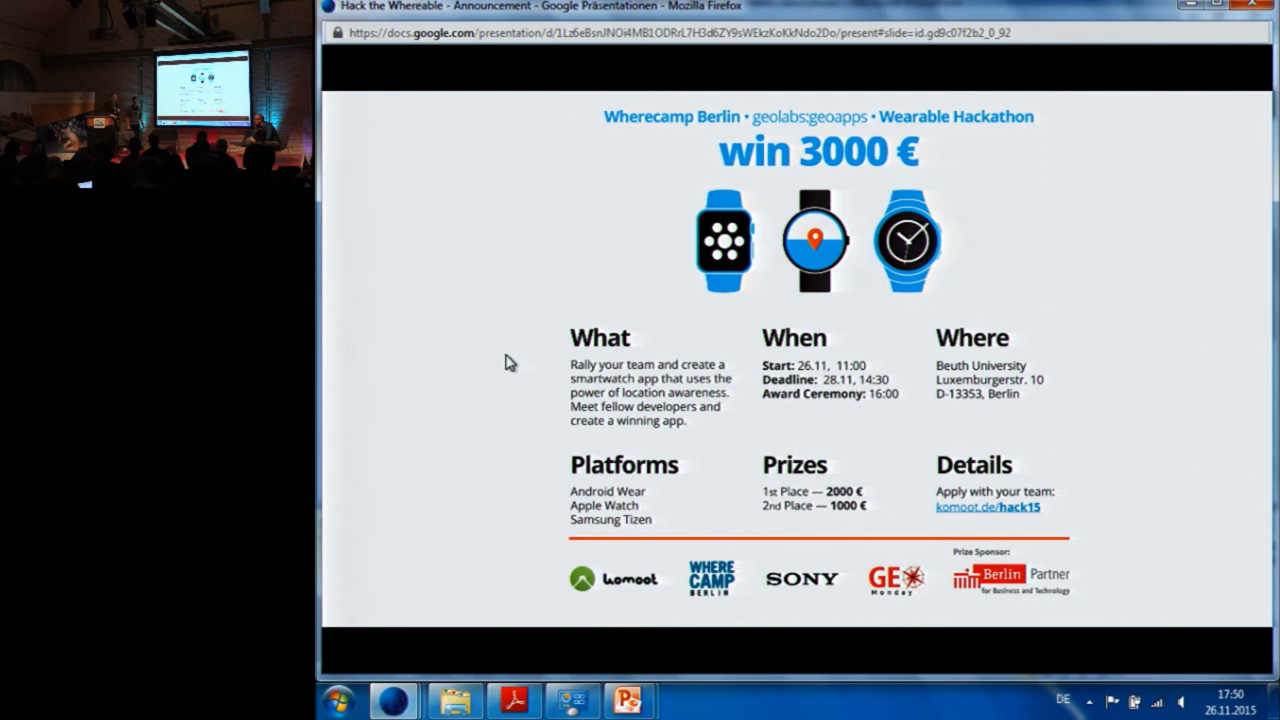 Hack the Whereable - Announcement - Google Präsentationen - Mozilla Firefox
https://docs.google.com/presentation/d/1Lz6eBsnJNOi4MB1ODRrL7H3d6ZY9sWEkzKoKkNdo2Do/present#slide=id.gd9c07f2b2_0_92
Wherecamp Berlin • geolabs:geoapps • Wearable Hackathon
win 3000 €
What
Rally your team and create a
smartwatch app that uses the
power of location awareness.
Meet fellow developers and
create a winning app.
When
Start: 26.11, 11:00
Deadline: 28.11, 14:30
Award Ceremony: 16:00
Where
Beuth University
Luxemburgerstr. 10
D-13353, Berlin
Platforms
Android Wear
Apple Watch
Samsung Tizen
Prizes
1st Place — 2000 €
2nd Place — 1000 €
Details
Apply with your team:
komoot.de/hack15
komoot
WHERE
CAMP
BERLIN
SONY
GE
Monday
Prize Sponsor:
Berlin Partner
for Business and Technology
DE
17:50
26.11.2015